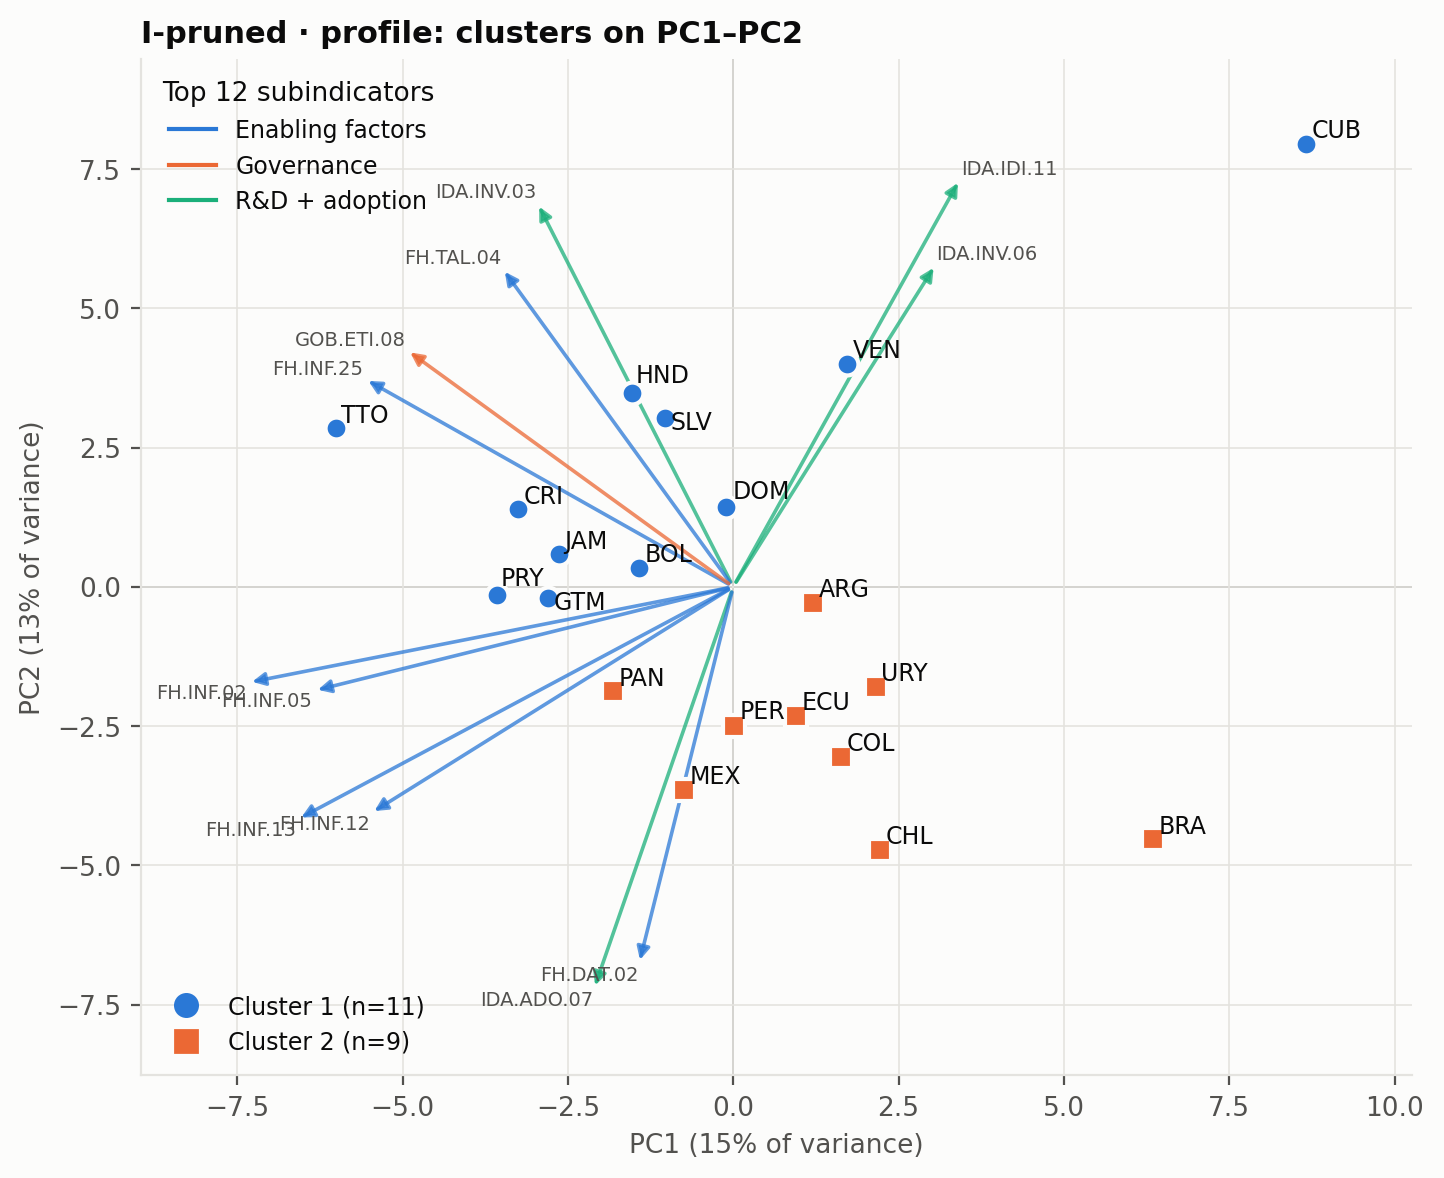 I-pruned · profile: clusters on PC1–PC2
Top 12 subindicators
Enabling factors
Governance
R&D + adoption
CUB
IDA.IDI.11
IDA.INV.03
IDA.INV.06
FH.TAL.04
GOB.ETI.08
FH.INF.25
VEN
HND
SLV
TTO
DOM
CRI
JAM
BOL
PRY
GTM
ARG
PAN
URY
FH.INF.02
FH.INF.05
PER
ECU
COL
MEX
FH.INF.13
FH.INF.12
CHL
BRA
FH.DAT.02
IDA.ADO.07
Cluster 1 (n=11)
Cluster 2 (n=9)
7.5
5.0
2.5
0.0
−2.5
−5.0
−7.5
PC2 (13% of variance)
−7.5 −5.0 −2.5 0.0 2.5 5.0 7.5 10.0
PC1 (15% of variance)